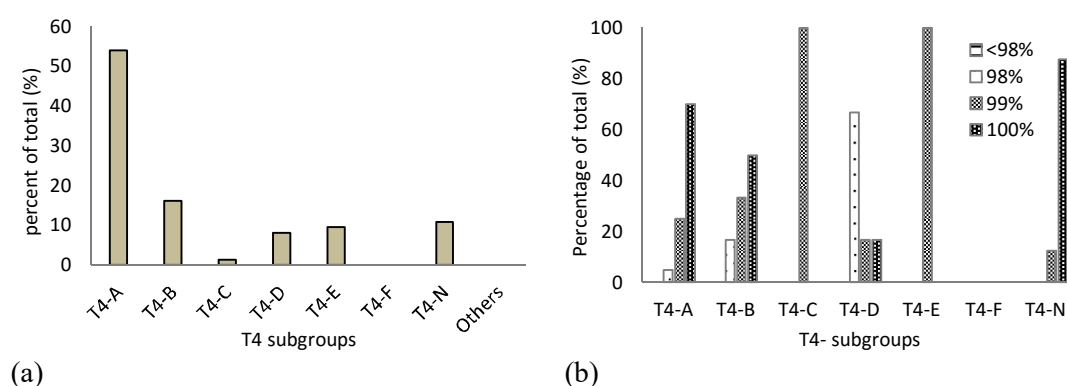 percent of total (%)
60
50
40
30
20
10
0
T4-A
T4-B
T4-C
T4-D
T4-E
T4-F
T4-N
Others
T4 subgroups
(a)
Percentage of total (%)
100
80
60
40
20
0
<98%
98%
99%
100%
T4-A T4-B T4-C T4-D T4-E T4-F T4-N
T4- subgroups
(b)